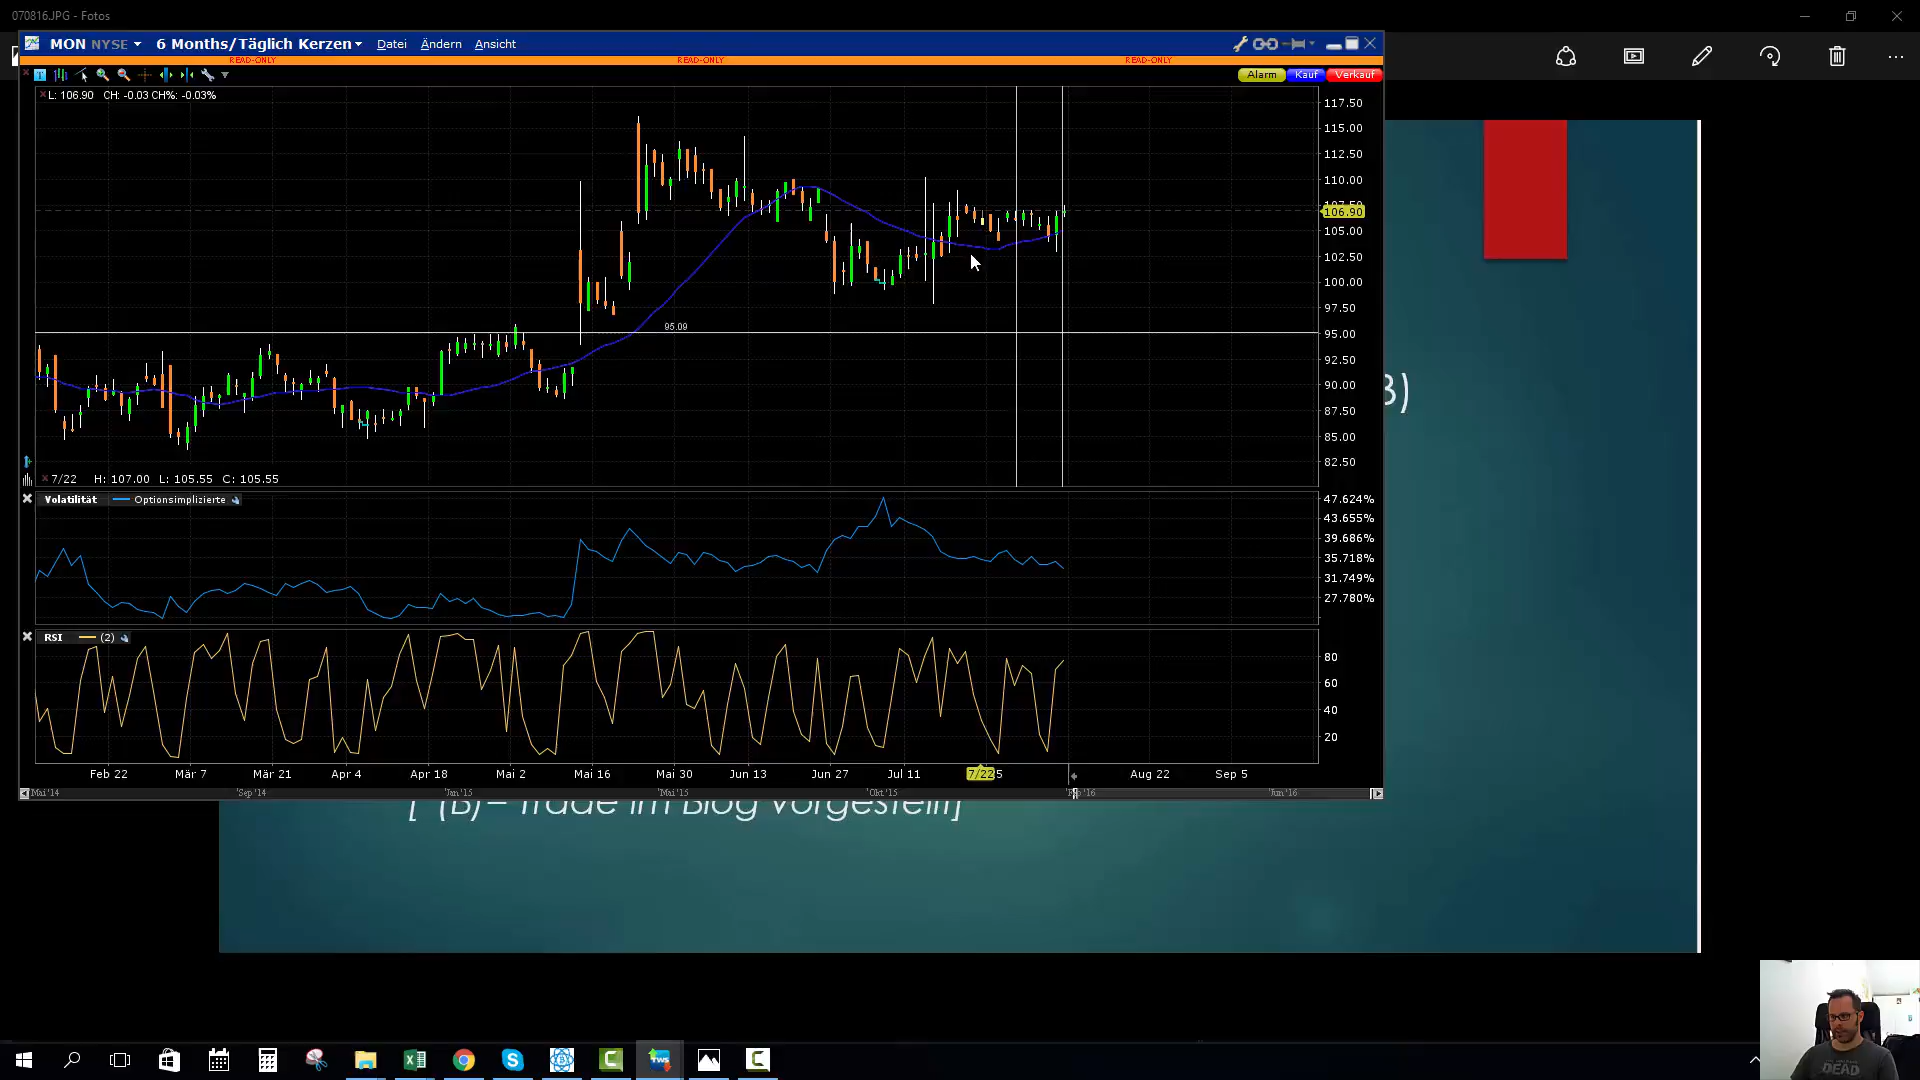 070816.JPG - Fotos
MON NYSE 6 Months/Täglich Kerzen Datei Ändern Ansicht
READ-ONLY READ-ONLY READ-ONLY
Alarm Kauf Verkauf
L: 106.90 CH: -0.03 CH%: -0.03%
117.50
115.00
112.50
110.00
107.50
106.90
105.00
102.50
100.00
97.50
95.09
95.00
92.50
90.00
87.50
85.00
82.50
7/22 H: 107.00 L: 105.55 C: 105.55
Volatilität Optionsimplizierte
47.624%
43.655%
39.686%
35.718%
31.749%
27.780%
RSI (2)
80
60
40
20
Feb 22 Mär 7 Mär 21 Apr 4 Apr 18 Mai 2 Mai 16 Mai 30 Jun 13 Jun 27 Jul 11 7/22 5 Aug 22 Sep 5
Mai '14 Sep '14 Jan '15 Mai '15 Okt '15 '16 Jun '16
B)
[ (B) – Trade im Blog vorgestellt]
TWS
DEAD